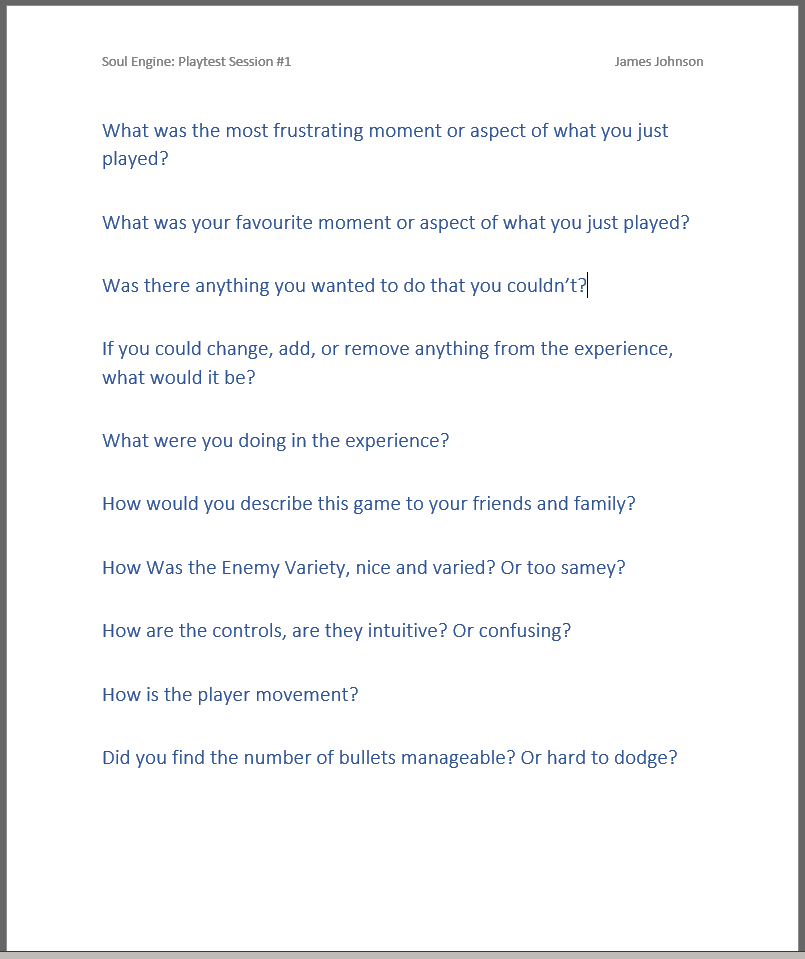 Soul Engine: Playtest Session #1 James Johnson
What was the most frustrating moment or aspect of what you just
played?
What was your favourite moment or aspect of what you just played?
Was there anything you wanted to do that you couldn’t?
If you could change, add, or remove anything from the experience,
what would it be?
What were you doing in the experience?
How would you describe this game to your friends and family?
How Was the Enemy Variety, nice and varied? Or too samey?
How are the controls, are they intuitive? Or confusing?
How is the player movement?
Did you find the number of bullets manageable? Or hard to dodge?